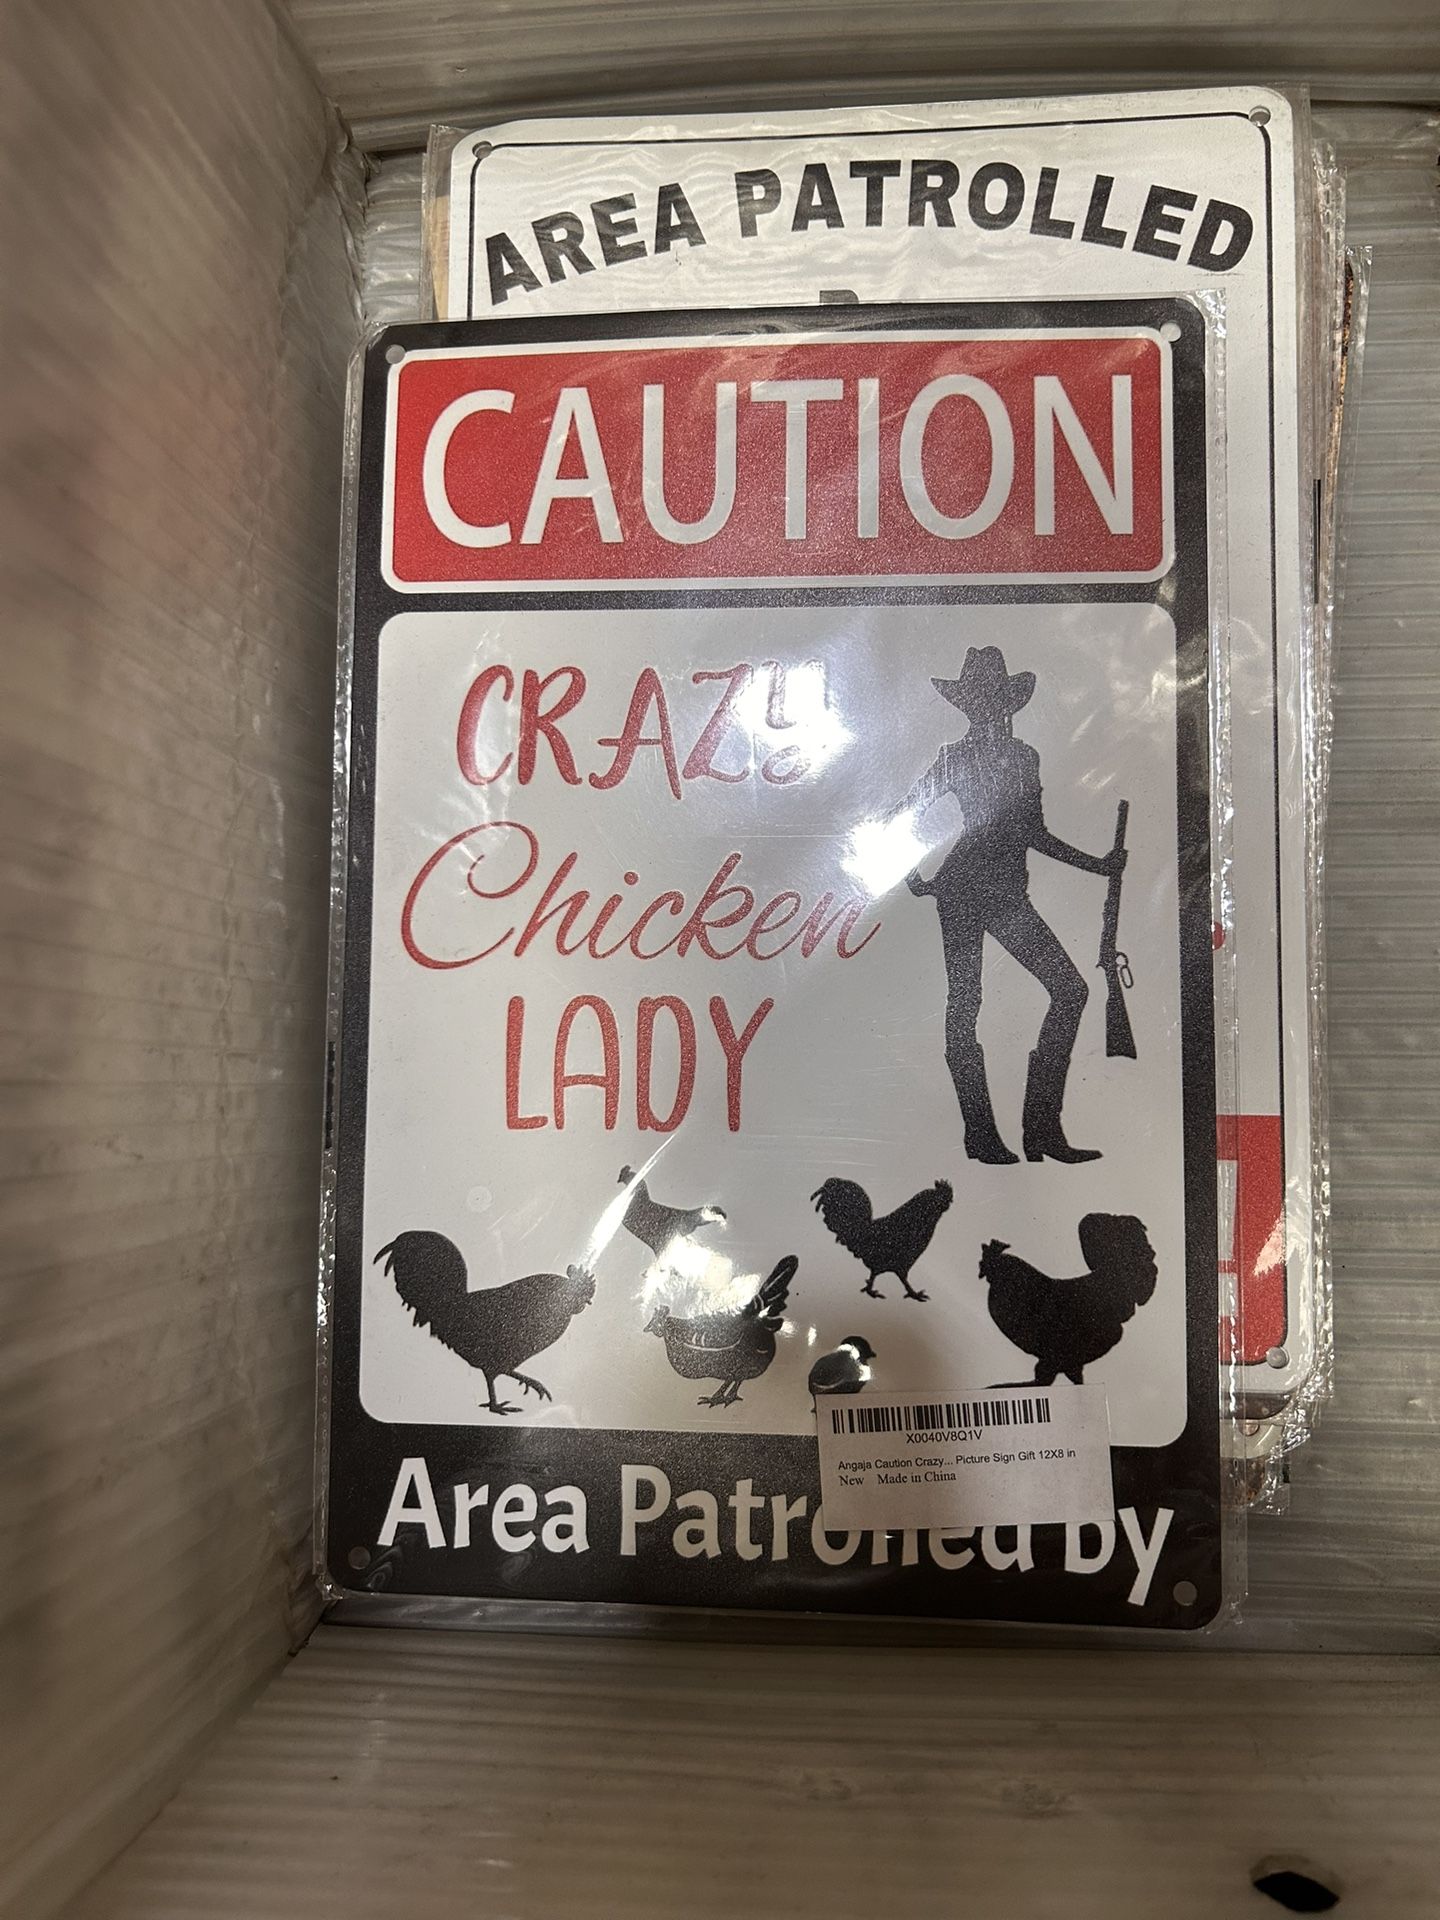 AREA PATROLLED
CAUTION
CRAZY
Chicken
LADY
X0040V8Q1V
Angaja Caution Crazy... Picture Sign Gift 12X8 in
New Made in China
Area Patrolled by